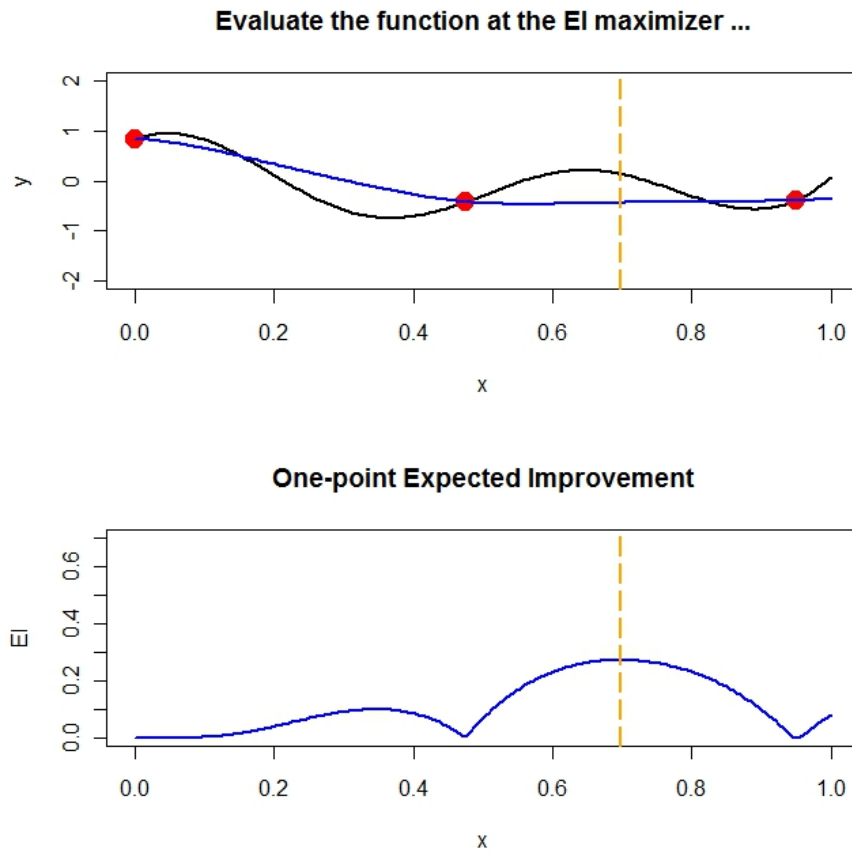 Evaluate the function at the EI maximizer ...
2
1
0
-1
-2
y
0.0 0.2 0.4 0.6 0.8 1.0
x
One-point Expected Improvement
0.6
0.4
0.2
0.0
EI
0.0 0.2 0.4 0.6 0.8 1.0
x